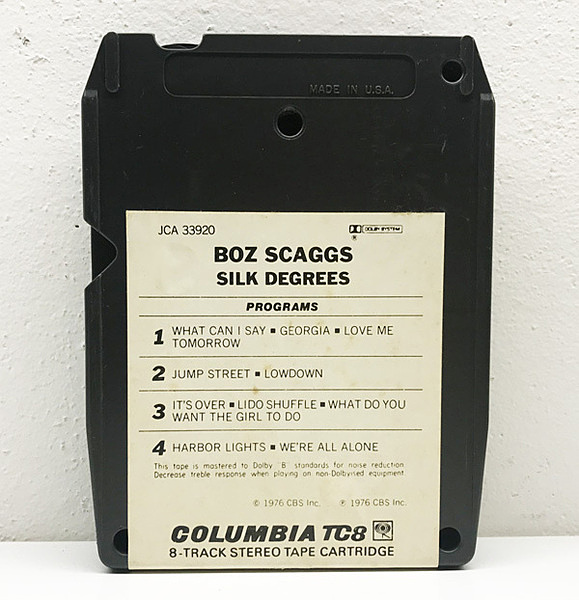 MADE IN U.S.A.
JCA 33920
DOLBY SYSTEM
®
BOZ SCAGGS
SILK DEGREES
PROGRAMS
1 WHAT CAN I SAY ▪ GEORGIA ▪ LOVE ME
TOMORROW
2 JUMP STREET ▪ LOWDOWN
3 IT'S OVER ▪ LIDO SHUFFLE ▪ WHAT DO YOU
WANT THE GIRL TO DO
4 HARBOR LIGHTS ▪ WE'RE ALL ALONE
This tape is mastered to Dolby "B" standards for noise reduction.
Decrease treble response when playing on non-Dolbyised equipment.
© 1976 CBS Inc. ℗ 1976 CBS Inc.
COLUMBIA TC8
8-TRACK STEREO TAPE CARTRIDGE